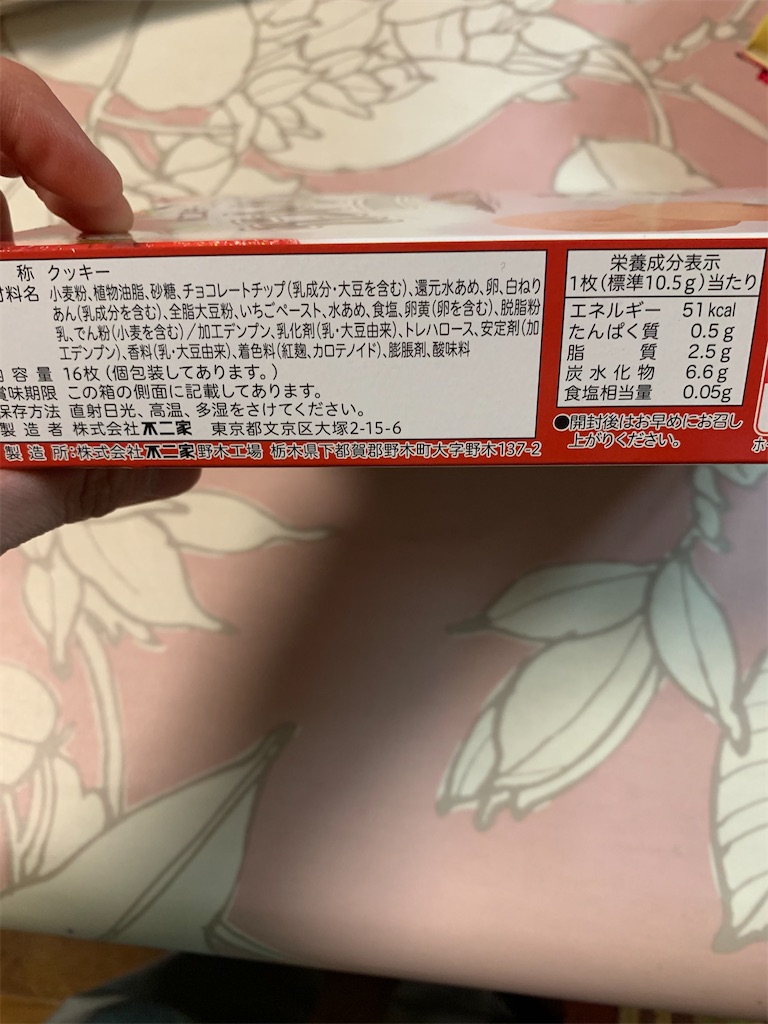 称 クッキー
材料名 小麦粉、植物油脂、砂糖、チョコレートチップ(乳成分・大豆を含む)、還元水あめ、卵、白ねり
あん(乳成分を含む)、全脂大豆粉、いちごペースト、水あめ、食塩、卵黄(卵を含む)、脱脂粉
乳、でん粉(小麦を含む)/加工デンプン、乳化剤(乳・大豆由来)、トレハロース、安定剤(加
工デンプン)、香料(乳・大豆由来)、着色料(紅麹、カロテノイド)、膨脹剤、酸味料
内容量 16枚(個包装してあります。)
賞味期限 この箱の側面に記載してあります。
保存方法 直射日光、高温、多湿をさけてください。
製造者 株式会社不二家 東京都文京区大塚2-15-6
製造所:株式会社不二家野木工場 栃木県下都賀郡野木町大字野木137-2
栄養成分表示
1枚(標準10.5g)当たり
エネルギー 51kcal
たんぱく質 0.5g
脂質 2.5g
炭水化物 6.6g
食塩相当量 0.05g
●開封後はお早めにお召し
上がりください。
ホ